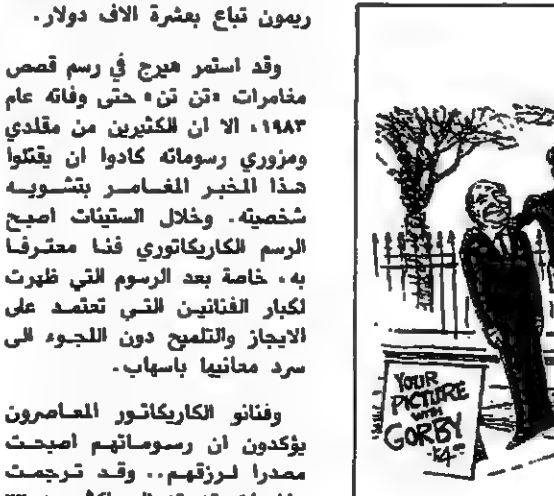 ريمون تباع بعشرة الاف دولار.
وقد استمر هيرج في رسم قصص
مغامرات «تن تن» حتى وفاته عام
١٩٨٣، الا ان الكثيرين من مقلدي
ومزوري رسوماته كادوا ان يقتلوا
هذا المخبر المغامر بتشويه
شخصيته. وخلال الستينات اصبح
الرسم الكاريكاتوري فنا معترفا
به، خاصة بعد الرسوم التي ظهرت
لكبار الفنانين التي تعتمد على
الايجاز والتلميح دون اللجوء الى
سرد معانيها باسهاب.
وفنانو الكاريكاتور المعاصرون
يؤكدون ان رسوماتهم اصبحت
مصدرا لرزقهم.. وقد ترجمت
YOUR
PICTURE
WITH
GORBY